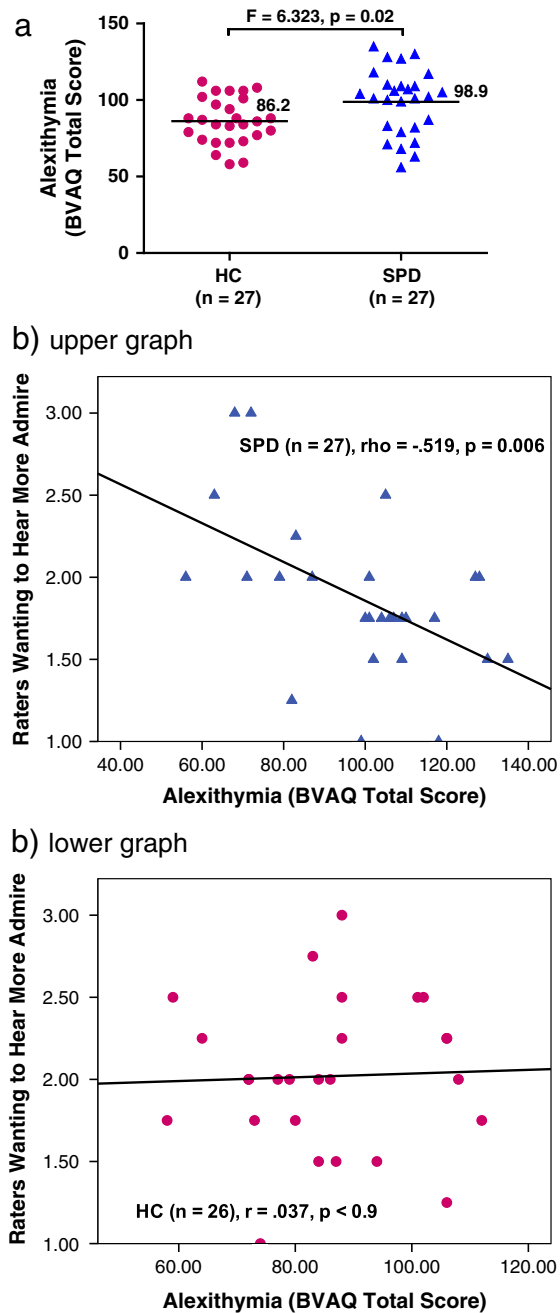 a
F = 6.323, p = 0.02
Alexithymia
(BVAQ Total Score)
150
100
50
0
86.2
98.9
HC
(n = 27)
SPD
(n = 27)
b) upper graph
Raters Wanting to Hear More Admire
3.00
2.50
2.00
1.50
1.00
SPD (n = 27), rho = -.519, p = 0.006
40.00 60.00 80.00 100.00 120.00 140.00
Alexithymia (BVAQ Total Score)
b) lower graph
Raters Wanting to Hear More Admire
3.00
2.50
2.00
1.50
1.00
HC (n = 26), r = .037, p < 0.9
60.00 80.00 100.00 120.00
Alexithymia (BVAQ Total Score)